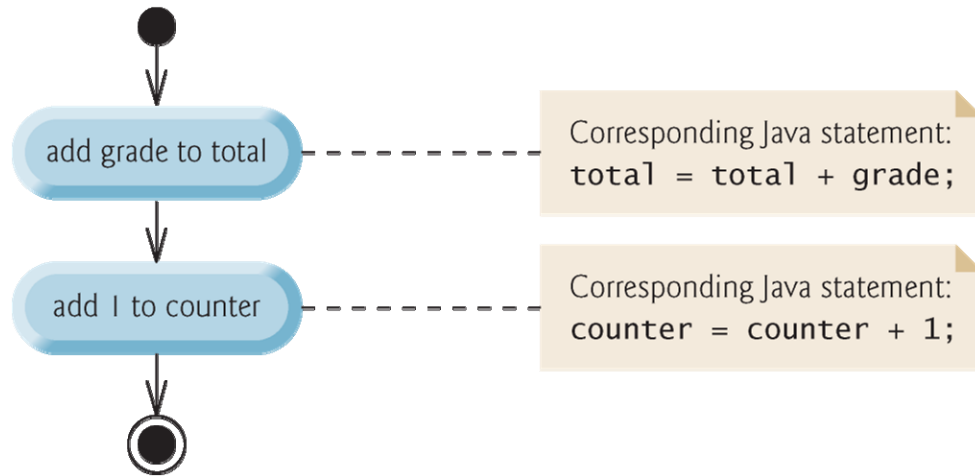 add grade to total
Corresponding Java statement:
total = total + grade;
add 1 to counter
Corresponding Java statement:
counter = counter + 1;